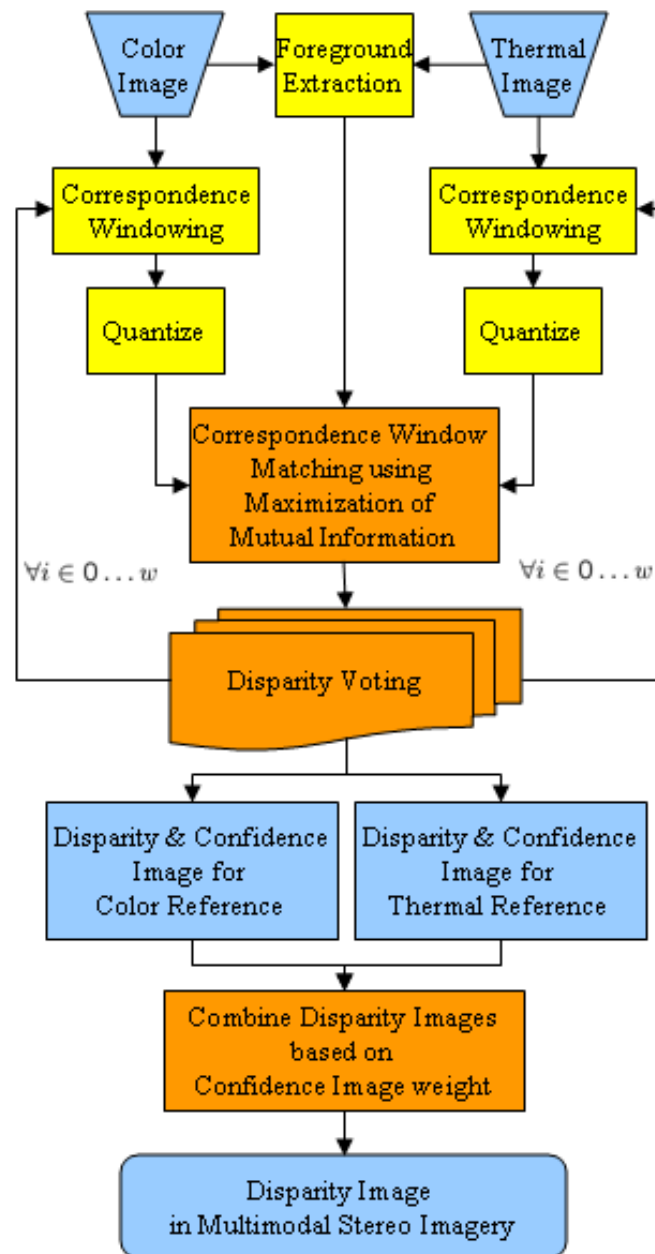 Color
Image
Foreground
Extraction
Thermal
Image
Correspondence
Windowing
Correspondence
Windowing
Quantize
Quantize
Correspondence Window
Matching using
Maximization of
Mutual Information
∀i ∈ 0 … w
∀i ∈ 0 … w
Disparity Voting
Disparity & Confidence
Image for
Color Reference
Disparity & Confidence
Image for
Thermal Reference
Combine Disparity Images
based on
Confidence Image weight
Disparity Image
in Multimodal Stereo Imagery